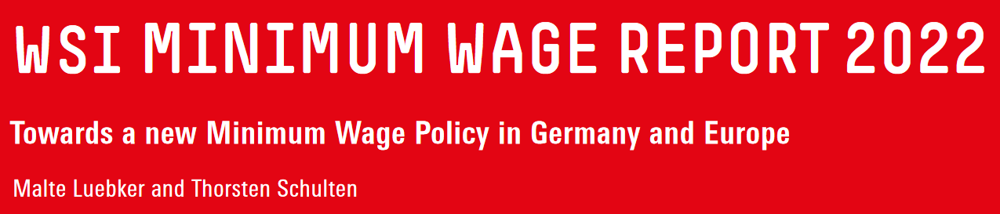 WSI MINIMUM WAGE REPORT 2022
Towards a new Minimum Wage Policy in Germany and Europe
Malte Luebker and Thorsten Schulten